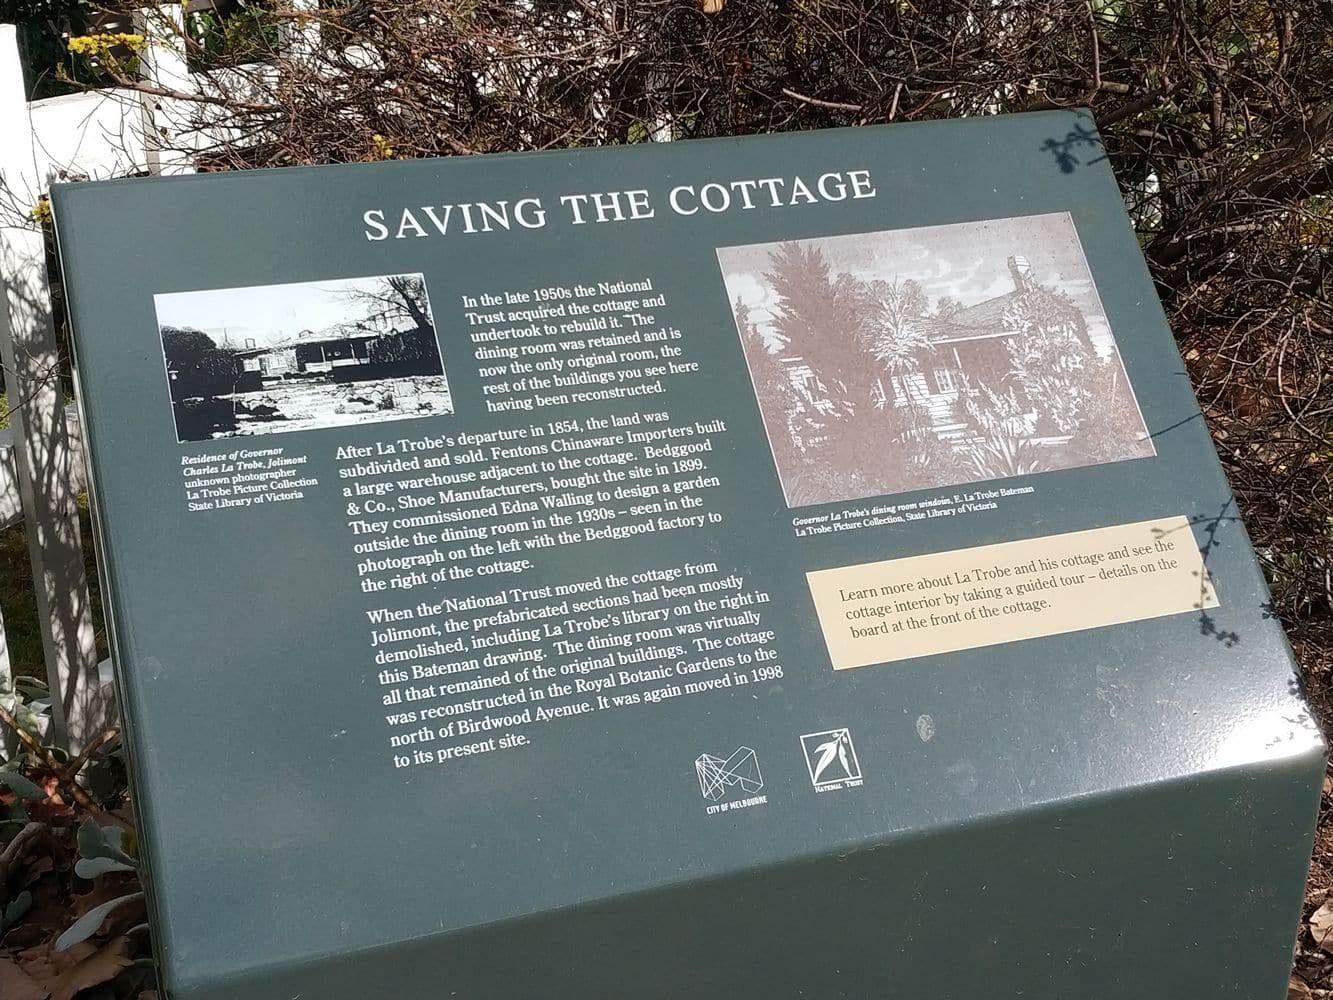 SAVING THE COTTAGE
In the late 1950s the National
Trust acquired the cottage and
undertook to rebuild it. The
dining room was retained and is
now the only original room, the
rest of the buildings you see here
having been reconstructed.
Residence of Governor
Charles La Trobe, Jolimont
unknown photographer
La Trobe Picture Collection
State Library of Victoria
After La Trobe's departure in 1854, the land was
subdivided and sold. Fentons Chinaware Importers built
a large warehouse adjacent to the cottage. Bedggood
& Co., Shoe Manufacturers, bought the site in 1899.
They commissioned Edna Walling to design a garden
outside the dining room in the 1930s – seen in the
photograph on the left with the Bedggood factory to
the right of the cottage.
When the National Trust moved the cottage from
Jolimont, the prefabricated sections had been mostly
demolished, including La Trobe's library on the right in
this Bateman drawing. The dining room was virtually
all that remained of the original buildings. The cottage
was reconstructed in the Royal Botanic Gardens to the
north of Birdwood Avenue. It was again moved in 1998
to its present site.
Governor La Trobe's dining room windows, E. La Trobe Bateman
La Trobe Picture Collection, State Library of Victoria
Learn more about La Trobe and his cottage and see the
cottage interior by taking a guided tour – details on the
board at the front of the cottage.
CITY OF MELBOURNE
NATIONAL TRUST